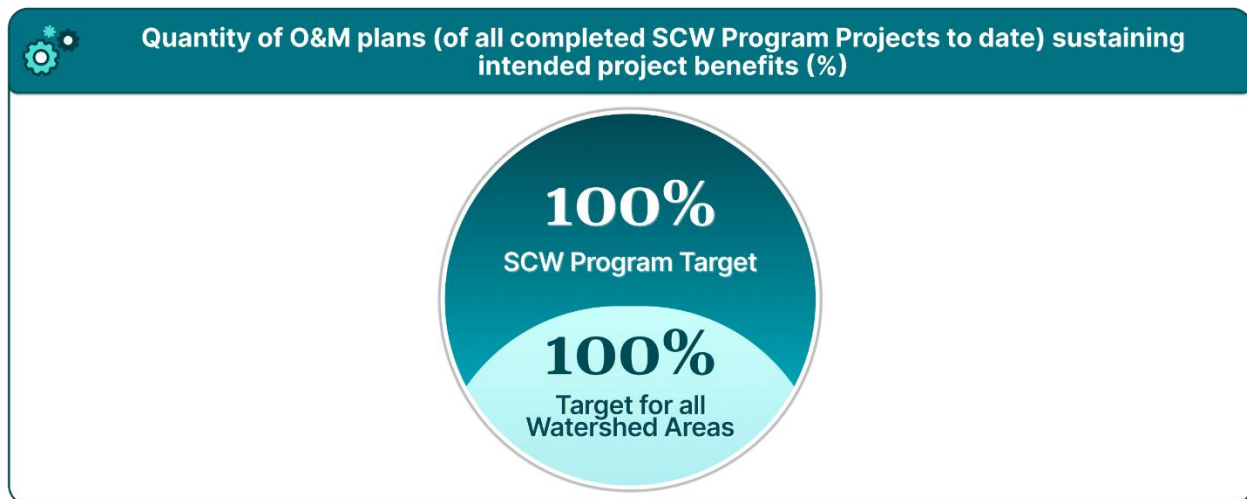 Quantity of O&M plans (of all completed SCW Program Projects to date) sustaining
intended project benefits (%)
100%
SCW Program Target
100%
Target for all
Watershed Areas